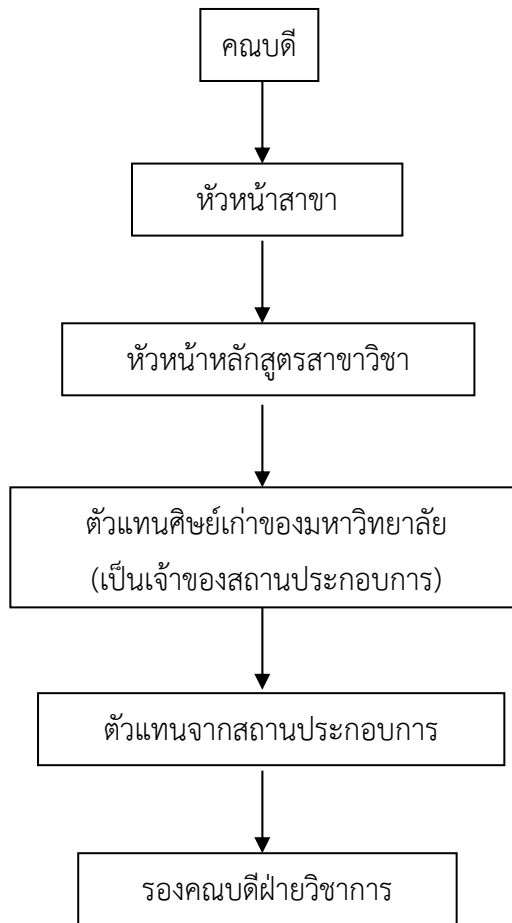 คณบดี
หัวหน้าสาขา
หัวหน้าหลักสูตรสาขาวิชา
ตัวแทนศิษย์เก่าของมหาวิทยาลัย
(เป็นเจ้าของสถานประกอบการ)
ตัวแทนจากสถานประกอบการ
รองคณบดีฝ่ายวิชาการ